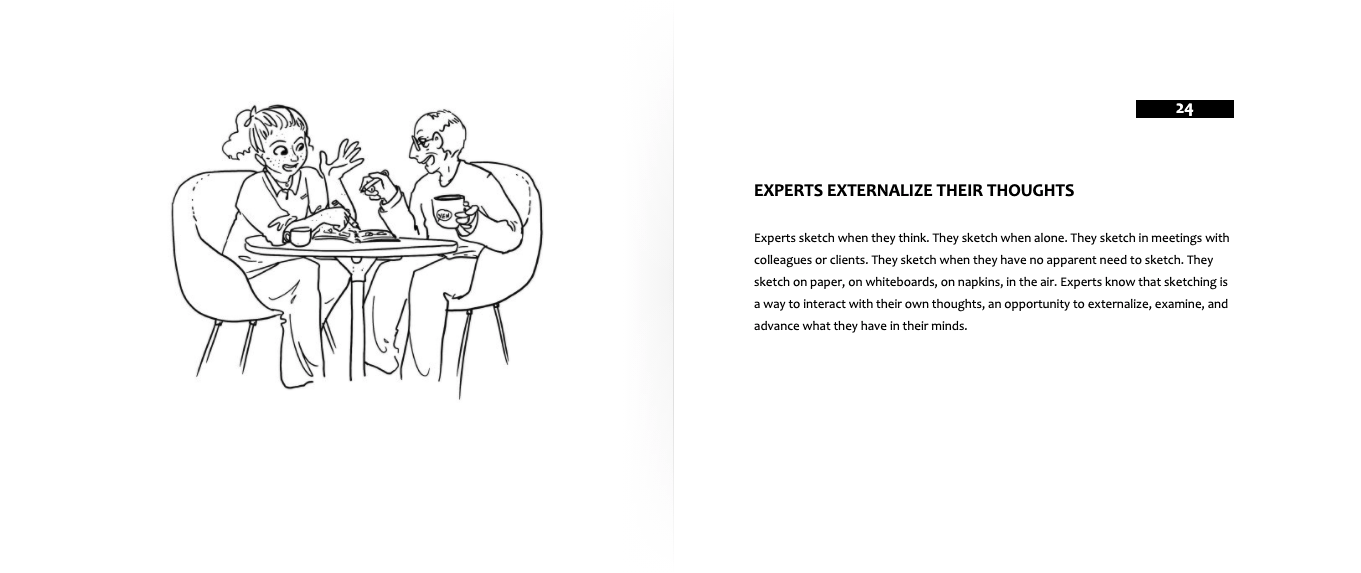 24
EXPERTS EXTERNALIZE THEIR THOUGHTS
Experts sketch when they think. They sketch when alone. They sketch in meetings with
colleagues or clients. They sketch when they have no apparent need to sketch. They
sketch on paper, on whiteboards, on napkins, in the air. Experts know that sketching is
a way to interact with their own thoughts, an opportunity to externalize, examine, and
advance what they have in their minds.